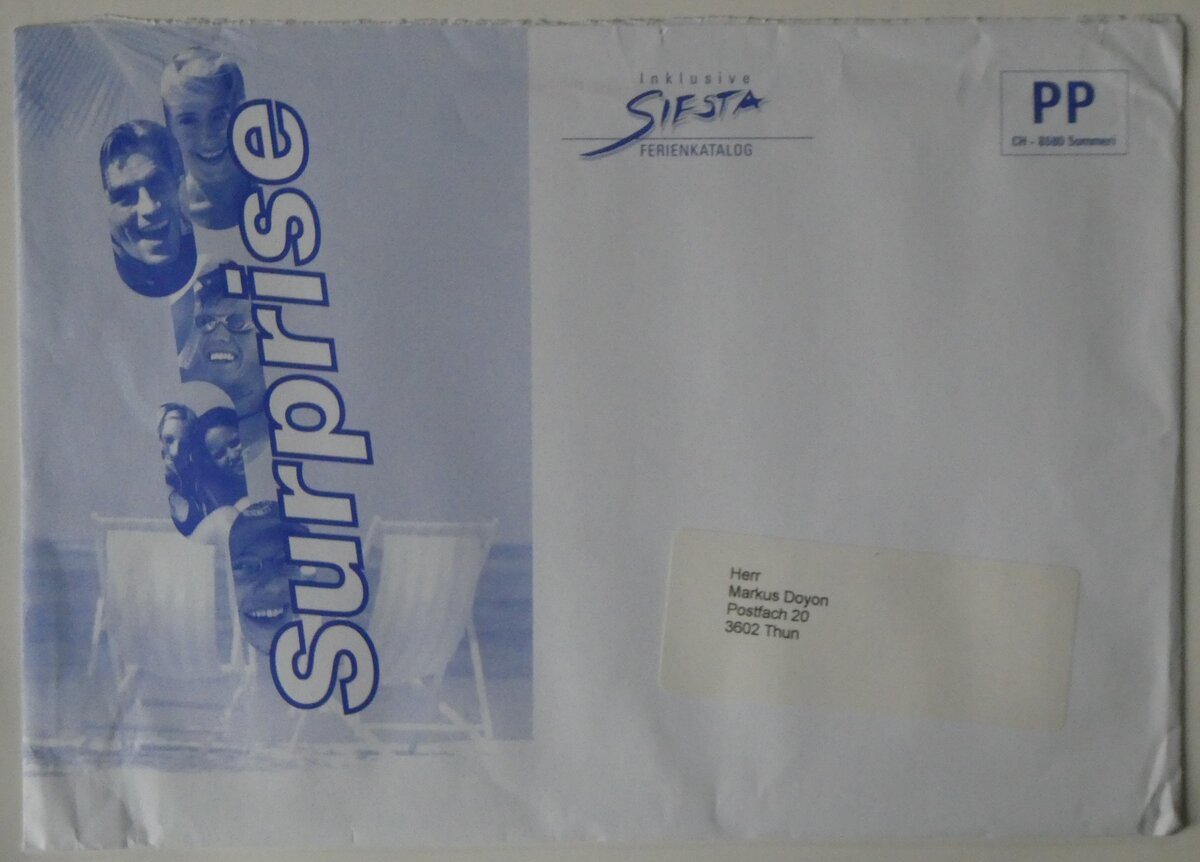 surprise
Inklusive
SIESTA
FERIENKATALOG
PP
CH - 8580 Sommeri
Herr
Markus Doyon
Postfach 20
3602 Thun